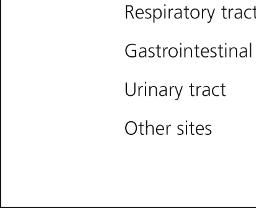 Respiratory tract
Gastrointestinal
Urinary tract
Other sites